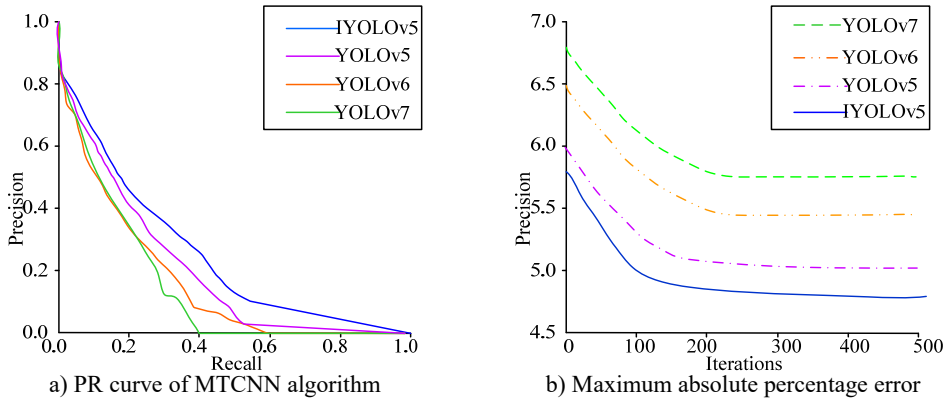 1.0
0.8
0.6
0.4
0.2
0.0
Precision
IYOLOv5
YOLOv5
YOLOv6
YOLOv7
0.0
0.2
0.4
0.6
0.8
1.0
Recall
a) PR curve of MTCNN algorithm
7.0
6.5
6.0
5.5
5.0
4.5
Precision
YOLOv7
YOLOv6
YOLOv5
IYOLOv5
0
100
200
300
400
500
Iterations
b) Maximum absolute percentage error